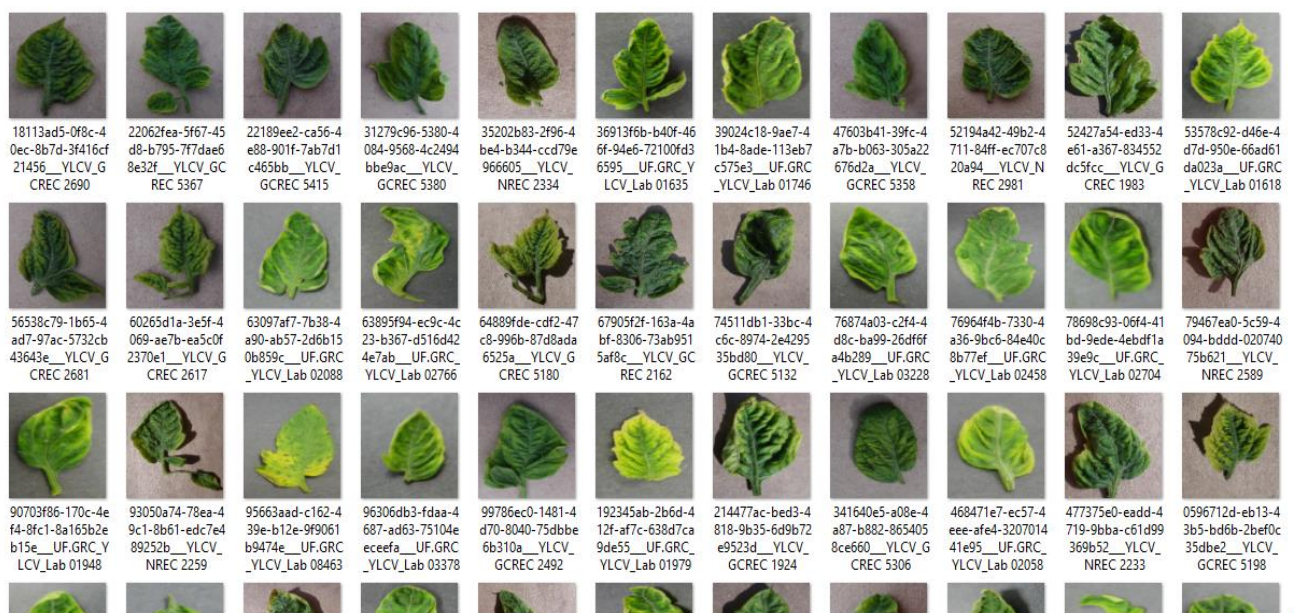 18113ad5-0f8c-4 22062fea-5f67-45 22189ee2-ca56-4 31279c96-5380-4 35202b83-2f96-4 36913f6b-b40f-46 39024c18-9ae7-4 47603b41-39fc-4 52194a42-49b2-4 52427a54-ed33-4 53578c92-d46e-4
0ec-8b7d-3f416cf d8-b795-7f7dae6 e88-901f-7ab7d1 084-9568-4c2494 be4-b344-ccd79e 6f-94e6-72100fd3 1b4-8ade-113eb7 a7b-b063-305a22 711-84ff-ec707c8 e61-a367-834552 d7d-950e-66ad61
21456___YLCV_G 8e32f___YLCV_GC c465bb___YLCV_ bbe9ac___YLCV_ 966605___YLCV_ 6595___UF.GRC_Y c575e3___UF.GRC 676d2a___YLCV_ 20a94___YLCV_N dc5fcc___YLCV_G da023a___UF.GRC
CREC 2690 REC 5367 GCREC 5415 GCREC 5380 NREC 2334 LCV_Lab 01635 _YLCV_Lab 01746 GCREC 5358 REC 2981 CREC 1983 _YLCV_Lab 01618
56538c79-1b65-4 60265d1a-3e5f-4 63097af7-7b38-4 63895f94-ec9c-4c 64889fde-cdf2-47 67905f2f-163a-4a 74511db1-33bc-4 76874a03-c2f4-4 76964f4b-7330-4 78698c93-06f4-41 79467ea0-5c59-4
ad7-97ac-5732cb 069-ae7b-ea5c0f a90-ab57-2d6b15 23-b367-d516d42 c8-996b-87d8ada bf-8306-73ab951 c6c-8974-2e4295 d8c-ba99-26df6f a36-9bc6-84e40c bd-9ede-4ebdf1a 094-bddd-020740
43643e___YLCV_G 2370e1___YLCV_G 0b859c___UF.GRC 4e7ab___UF.GRC_ 6525a___YLCV_GC 5af8c___YLCV_GC 35bd80___YLCV_ a4b289___UF.GRC 8b77ef___UF.GRC 39e9c___UF.GRC_ 75b621___YLCV_
CREC 2681 CREC 2617 _YLCV_Lab 02088 YLCV_Lab 02766 REC 5180 REC 2162 GCREC 5132 _YLCV_Lab 03228 _YLCV_Lab 02458 YLCV_Lab 02704 NREC 2589
90703f86-170c-4e 93050a74-78ea-4 95663aad-c162-4 96306db3-fdaa-4 99786ec0-1481-4 192345ab-2b6d-4 214477ac-bed3-4 341640e5-a08e-4 468471e7-ec57-4 477375e0-eadd-4 0596712d-eb13-4
f4-8fc1-8a165b2e 9c1-8b61-edc7e4 39e-b12e-9f9061 687-ad63-75104e d70-8040-75dbbe 12f-af7c-638d7ca 818-9b35-6d9b72 a87-b882-865405 eee-afe4-3207014 719-9bba-c61d99 3b5-bd6b-2bef0c
b15e___UF.GRC_Y 89252b___YLCV_ b9474e___UF.GRC eceefa___UF.GRC 6b310a___YLCV_ 9de55___UF.GRC_ e9523d___YLCV_ 8ce660___YLCV_G 41e95___UF.GRC_ 369b52___YLCV_ 35dbe2___YLCV_
LCV_Lab 01948 NREC 2259 _YLCV_Lab 08463 _YLCV_Lab 03378 GCREC 2492 YLCV_Lab 01979 GCREC 1924 CREC 5306 YLCV_Lab 02058 NREC 2233 GCREC 5198